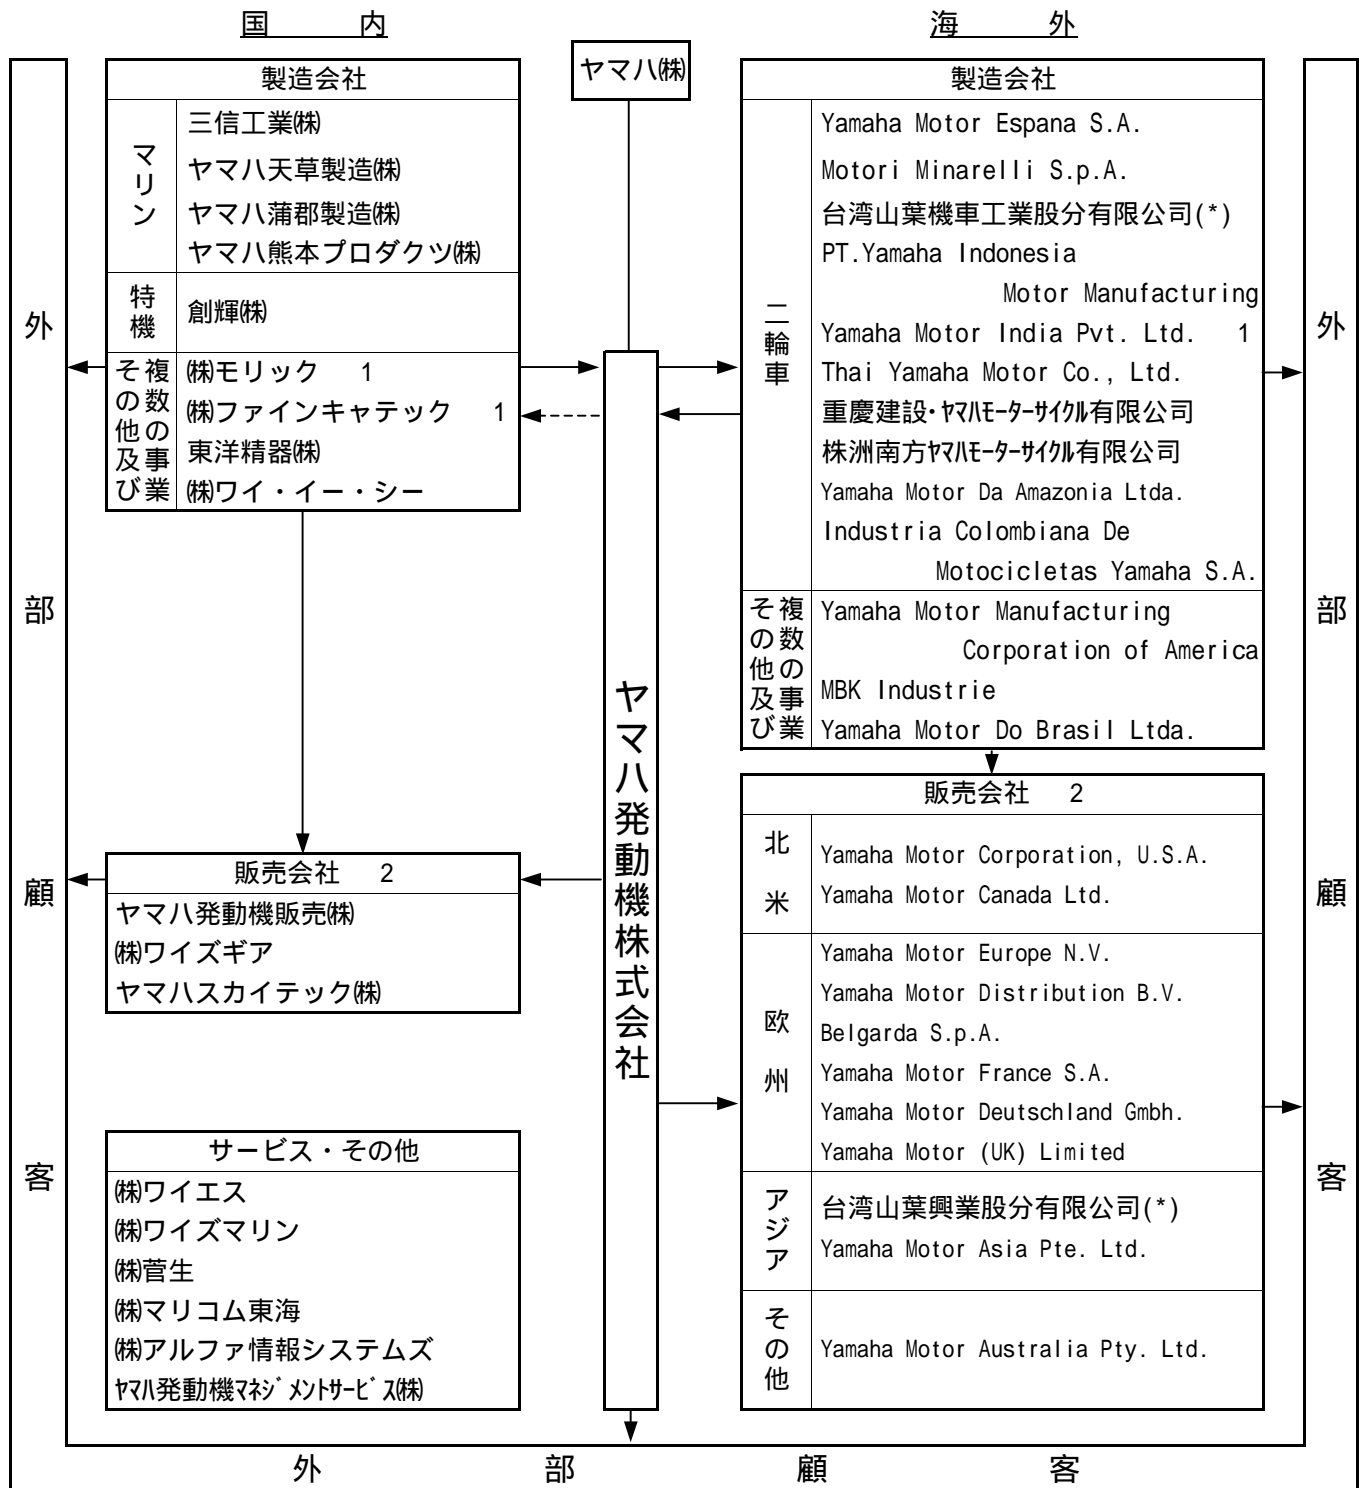 国　内
海　外
ヤマハ㈱
製造会社
マリン
三信工業㈱
ヤマハ天草製造㈱
ヤマハ蒲郡製造㈱
ヤマハ熊本プロダクツ㈱
特機
創輝㈱
複数の事業
その他及び
㈱モリック　1
㈱ファインキャテック　1
東洋精器㈱
㈱ワイ・イー・シー
販売会社　2
ヤマハ発動機販売㈱
㈱ワイズギア
ヤマハスカイテック㈱
サービス・その他
㈱ワイエス
㈱ワイズマリン
㈱菅生
㈱マリコム東海
㈱アルファ情報システムズ
ﾔﾏﾊ発動機ﾏﾈｼﾞﾒﾝﾄｻｰﾋﾞｽ㈱
ヤマハ発動機株式会社
製造会社
二輪車
Yamaha Motor Espana S.A.
Motori Minarelli S.p.A.
台湾山葉機車工業股分有限公司(*)
PT.Yamaha Indonesia
Motor Manufacturing
Yamaha Motor India Pvt. Ltd.　1
Thai Yamaha Motor Co., Ltd.
重慶建設･ﾔﾏﾊﾓｰﾀｰｻｲｸﾙ有限公司
株洲南方ﾔﾏﾊﾓｰﾀｰｻｲｸﾙ有限公司
Yamaha Motor Da Amazonia Ltda.
Industria Colombiana De
Motocicletas Yamaha S.A.
複数の事業
その他及び
Yamaha Motor Manufacturing
Corporation of America
MBK Industrie
Yamaha Motor Do Brasil Ltda.
販売会社　2
北米
Yamaha Motor Corporation, U.S.A.
Yamaha Motor Canada Ltd.
欧州
Yamaha Motor Europe N.V.
Yamaha Motor Distribution B.V.
Belgarda S.p.A.
Yamaha Motor France S.A.
Yamaha Motor Deutschland Gmbh.
Yamaha Motor (UK) Limited
アジア
台湾山葉興業股分有限公司(*)
Yamaha Motor Asia Pte. Ltd.
その他
Yamaha Motor Australia Pty. Ltd.
外部顧客
外部顧客
外　部　顧　客